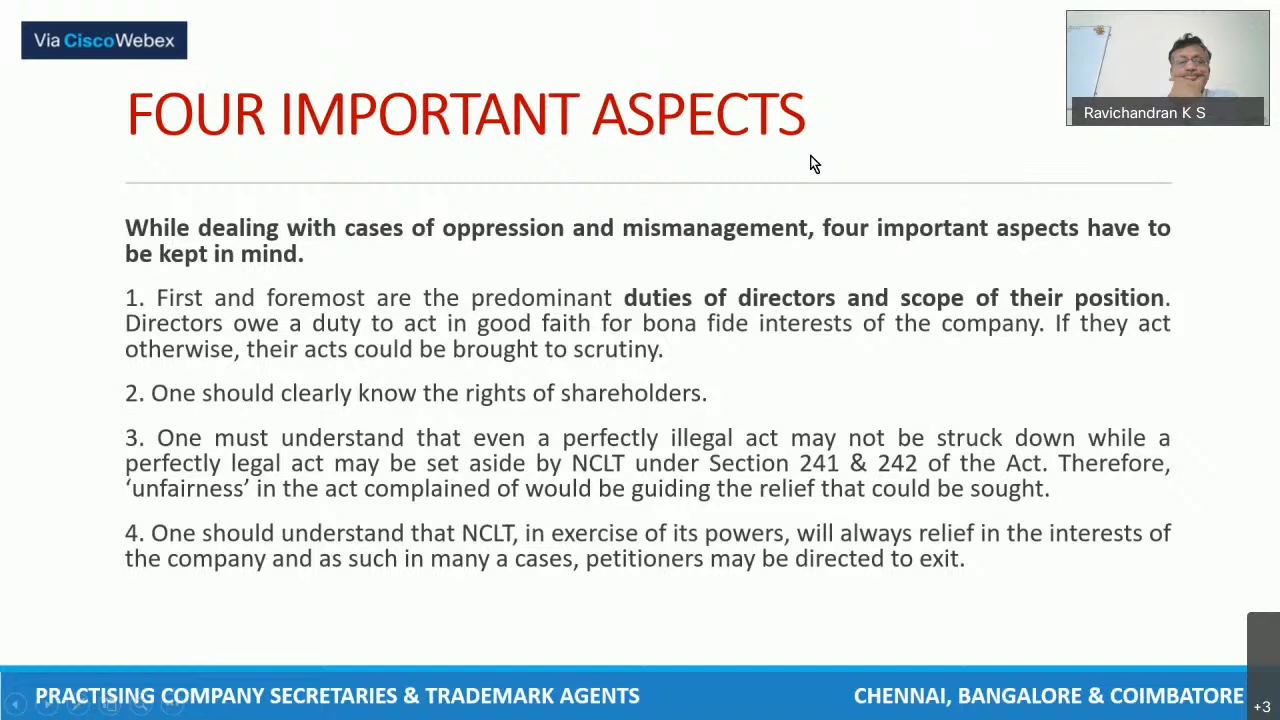 Via CiscoWebex
Ravichandran K S
FOUR IMPORTANT ASPECTS
While dealing with cases of oppression and mismanagement, four important aspects have to
be kept in mind.
1. First and foremost are the predominant duties of directors and scope of their position.
Directors owe a duty to act in good faith for bona fide interests of the company. If they act
otherwise, their acts could be brought to scrutiny.
2. One should clearly know the rights of shareholders.
3. One must understand that even a perfectly illegal act may not be struck down while a
perfectly legal act may be set aside by NCLT under Section 241 & 242 of the Act. Therefore,
‘unfairness’ in the act complained of would be guiding the relief that could be sought.
4. One should understand that NCLT, in exercise of its powers, will always relief in the interests of
the company and as such in many a cases, petitioners may be directed to exit.
PRACTISING COMPANY SECRETARIES & TRADEMARK AGENTS
CHENNAI, BANGALORE & COIMBATORE
+3